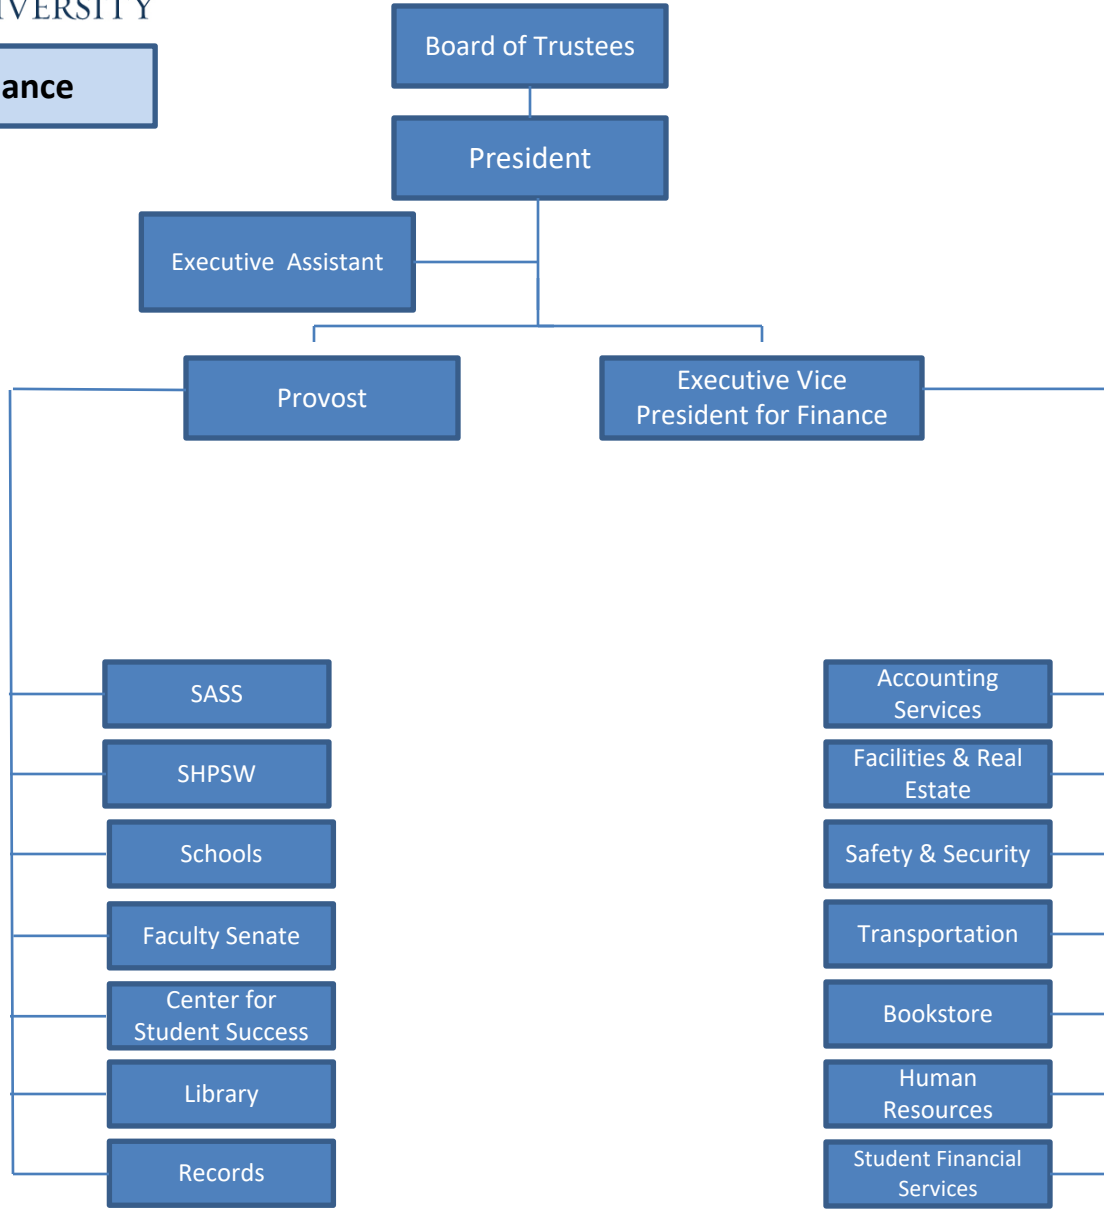 IVERSITY
ance
Board of Trustees
President
Executive Assistant
Provost
Executive Vice
President for Finance
SASS
SHPSW
Schools
Faculty Senate
Center for
Student Success
Library
Records
Accounting
Services
Facilities & Real
Estate
Safety & Security
Transportation
Bookstore
Human
Resources
Student Financial
Services